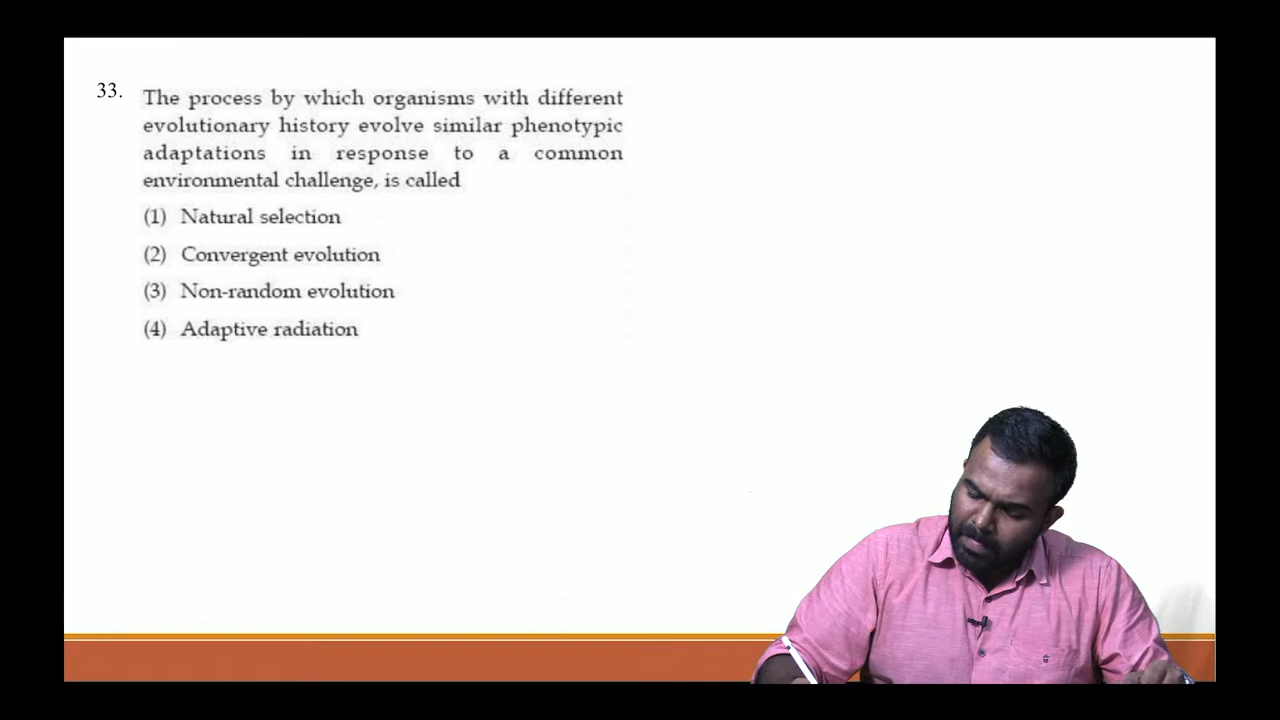 33.
The process by which organisms with different
evolutionary history evolve similar phenotypic
adaptations in response to a common
environmental challenge, is called
(1) Natural selection
(2) Convergent evolution
(3) Non-random evolution
(4) Adaptive radiation